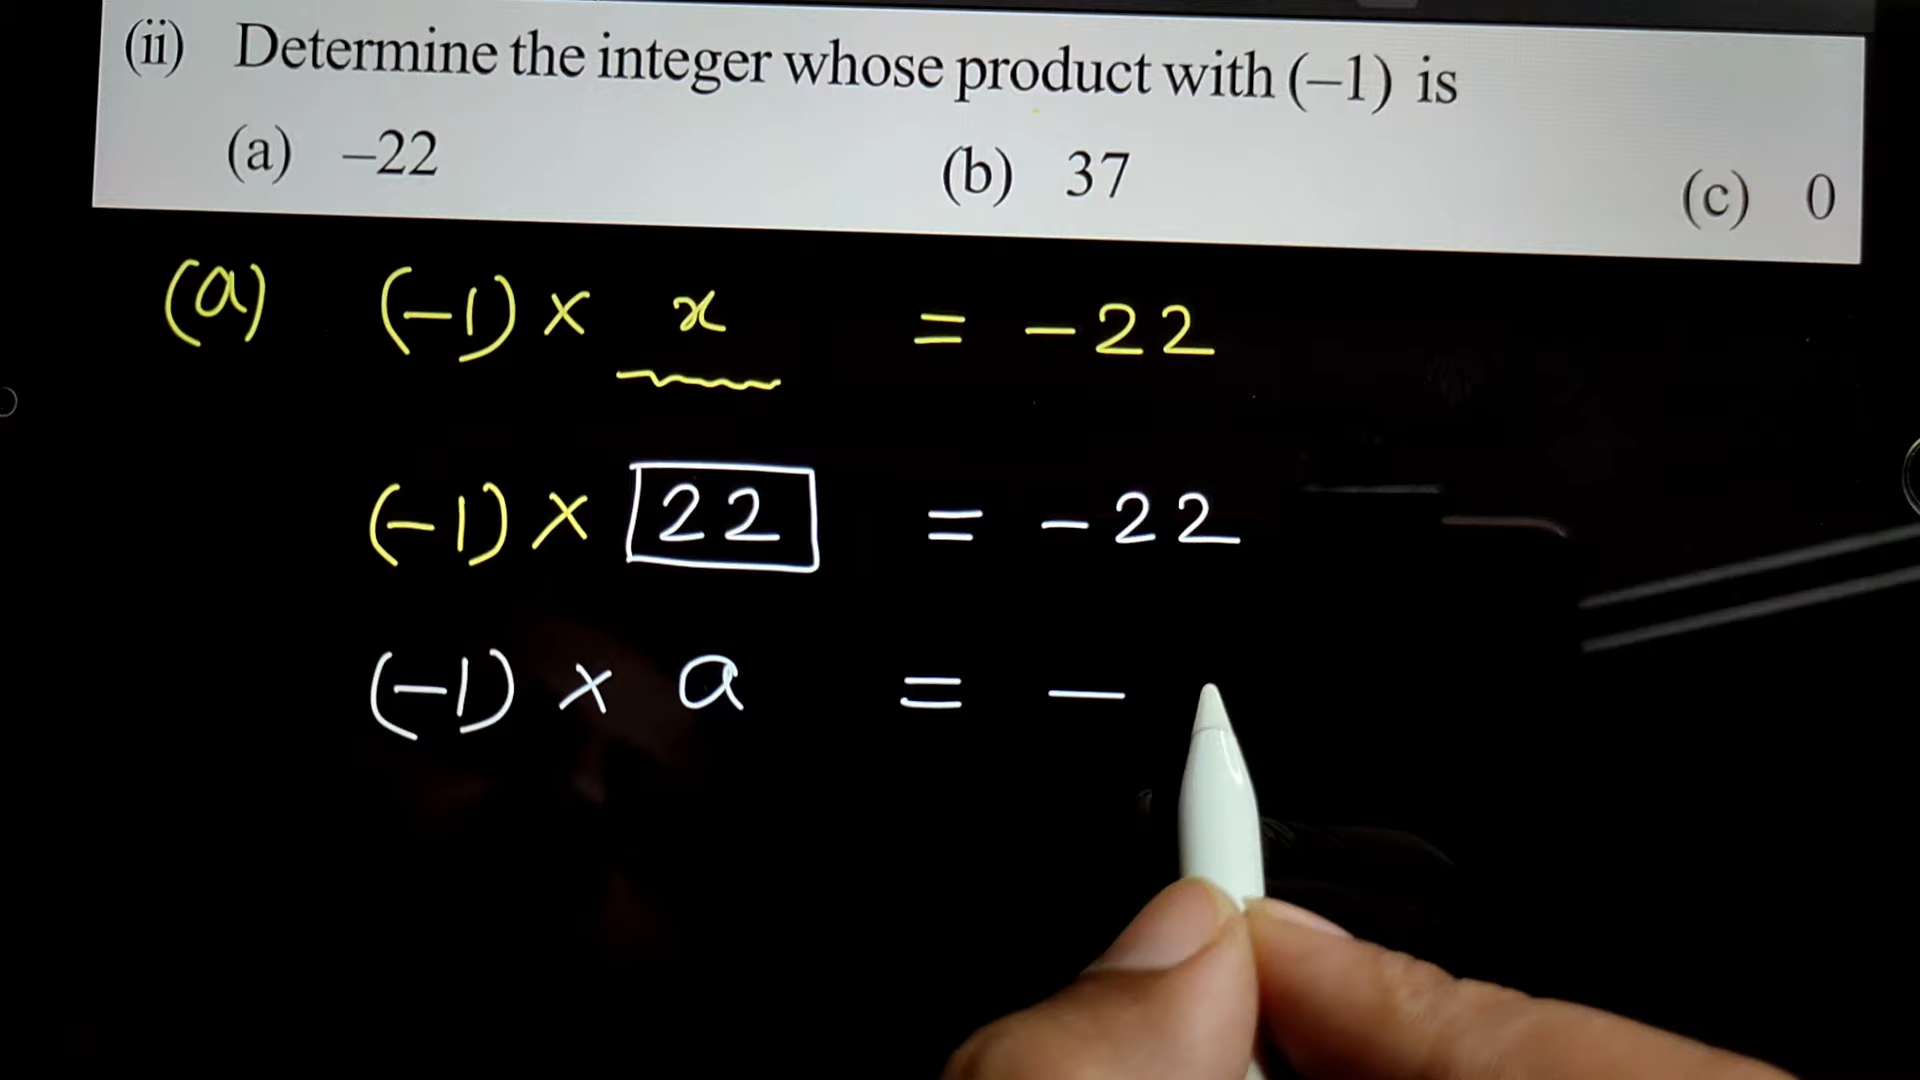 (ii) Determine the integer whose product with (–1) is
(a) –22 (b) 37 (c) 0
(a) (-1) × x = -22
(-1) × 22 = -22
(-1) × a = -